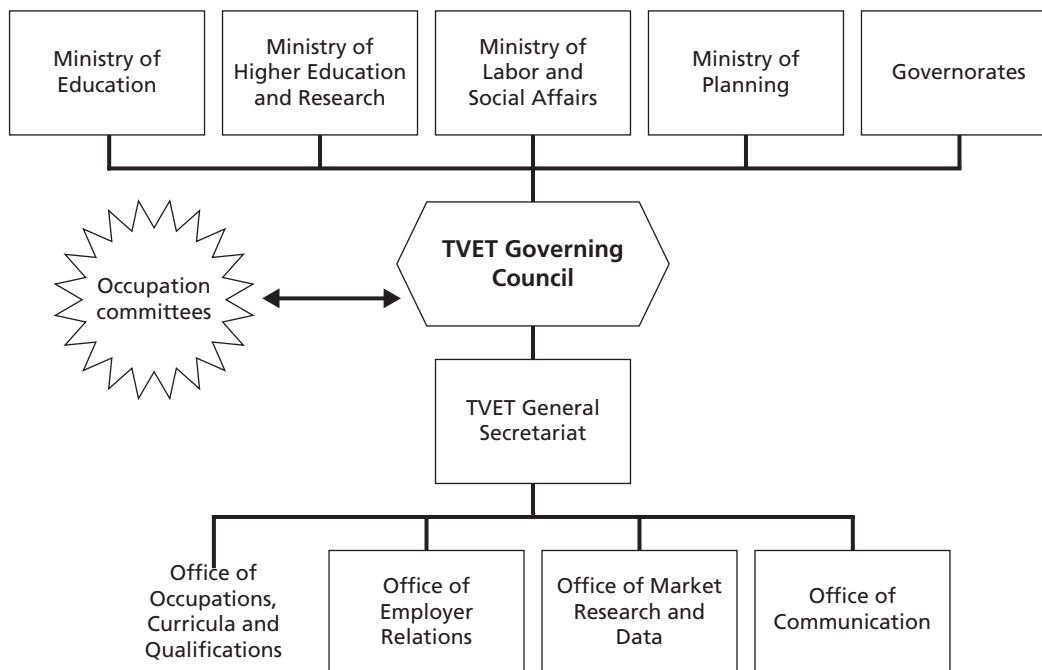 Ministry of
Education
Ministry of
Higher Education
and Research
Ministry of
Labor and
Social Affairs
Ministry of
Planning
Governorates
TVET Governing
Council
Occupation
committees
TVET General
Secretariat
Office of
Occupations,
Curricula and
Qualifications
Office of
Employer
Relations
Office of Market
Research and
Data
Office of
Communication